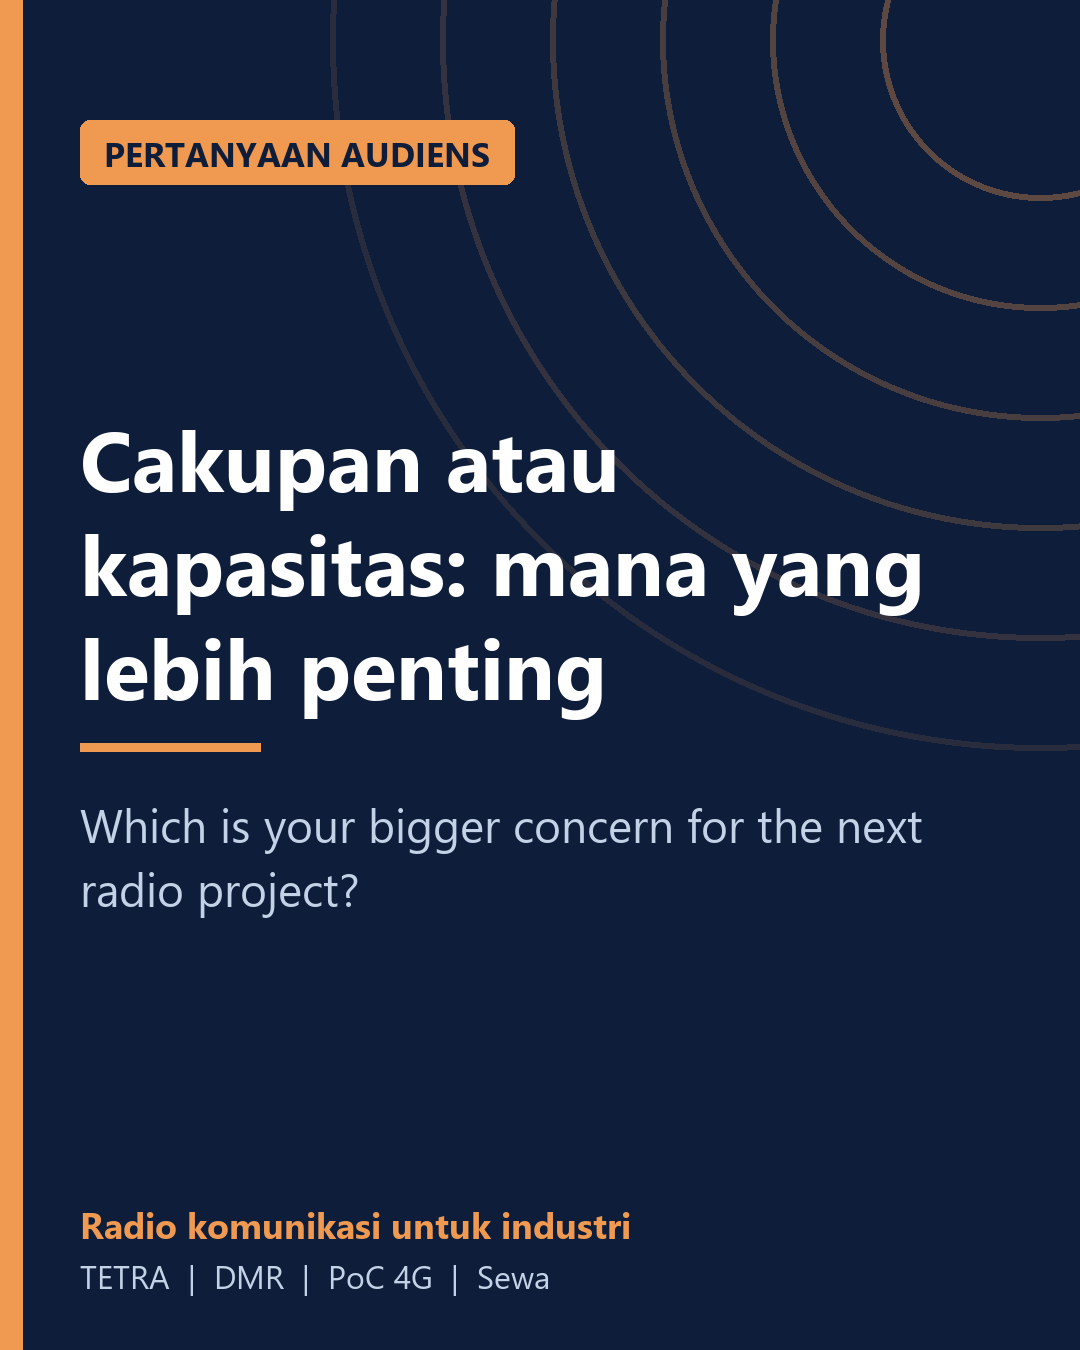 PERTANYAAN AUDIENS
Cakupan atau
kapasitas: mana yang
lebih penting
Which is your bigger concern for the next
radio project?
Radio komunikasi untuk industri
TETRA | DMR | PoC 4G | Sewa